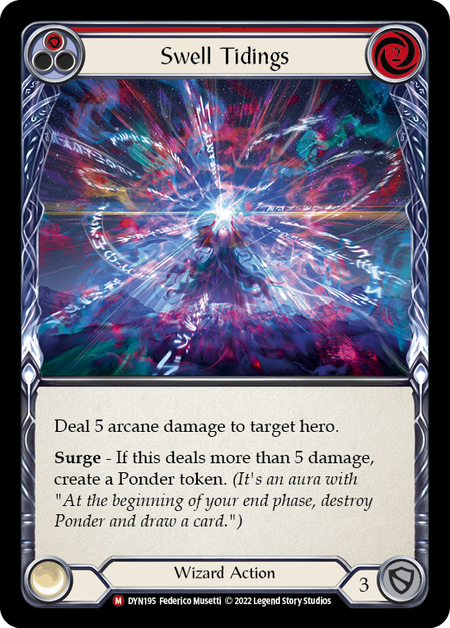 2
Swell Tidings
Deal 5 arcane damage to target hero.
Surge - If this deals more than 5 damage,
create a Ponder token. (It's an aura with
"At the beginning of your end phase, destroy
Ponder and draw a card.")
Wizard Action
3
M DYN195 Federico Musetti © 2022 Legend Story Studios